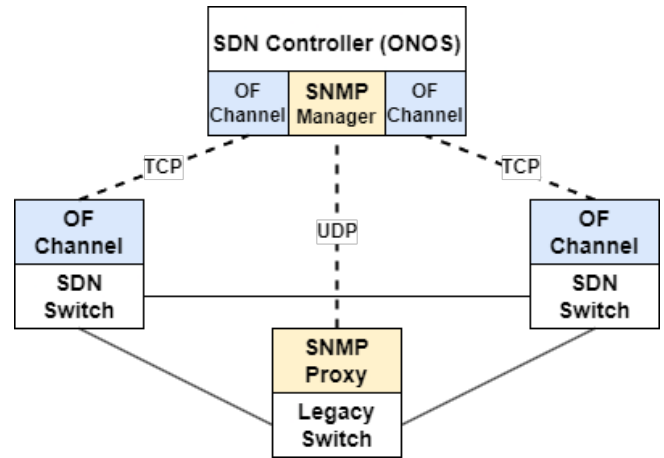 SDN Controller (ONOS)
OF
Channel
SNMP
Manager
OF
Channel
TCP
TCP
OF
Channel
SDN
Switch
UDP
OF
Channel
SDN
Switch
SNMP
Proxy
Legacy
Switch